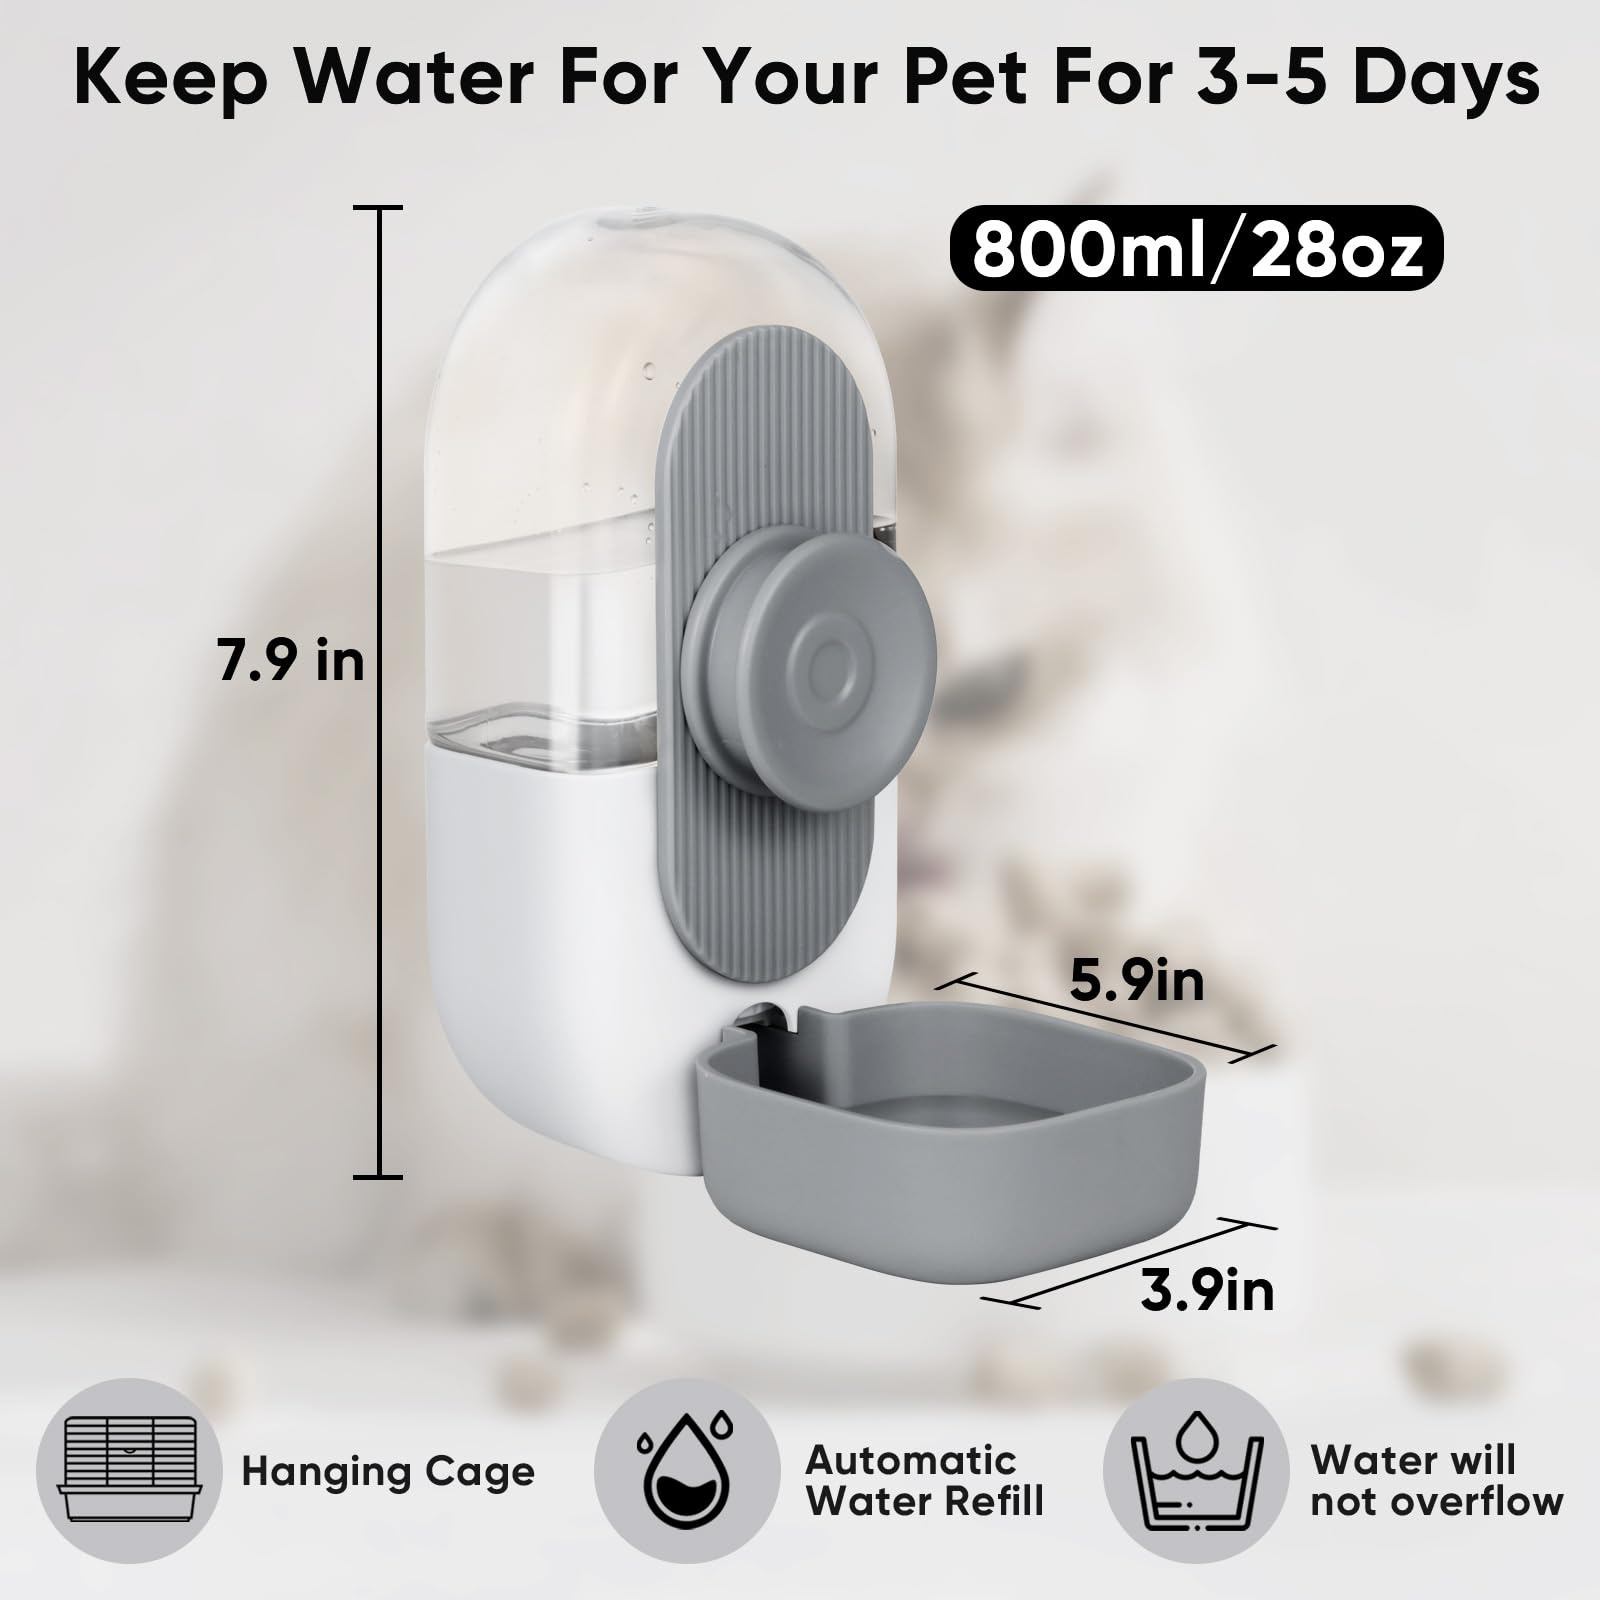 Keep Water For Your Pet For 3-5 Days
800ml/28oz
7.9 in
5.9in
3.9in
Hanging Cage
Automatic
Water Refill
Water will
not overflow